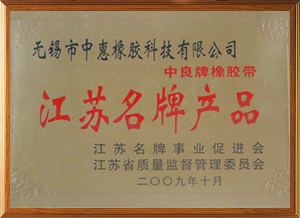 无锡市中惠橡胶科技有限公司
中良牌橡胶带
江苏名牌产品
江苏名牌事业促进会
江苏省质量监督管理委员会
二〇〇九年十月